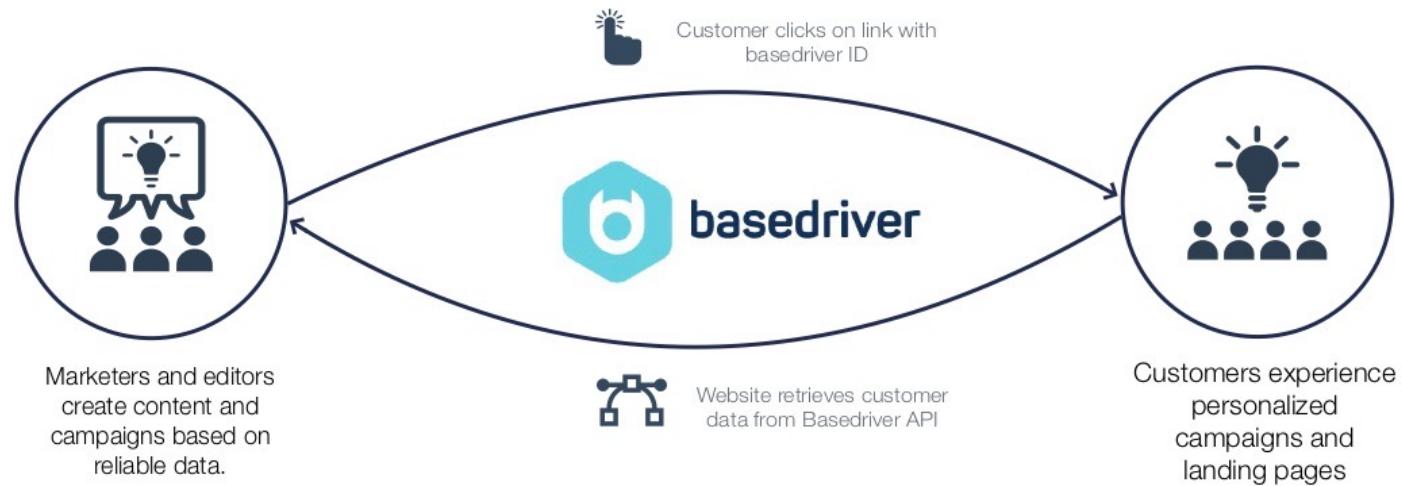 Customer clicks on link with
basedriver ID
basedriver
Marketers and editors
create content and
campaigns based on
reliable data.
Website retrieves customer
data from Basedriver API
Customers experience
personalized
campaigns and
landing pages